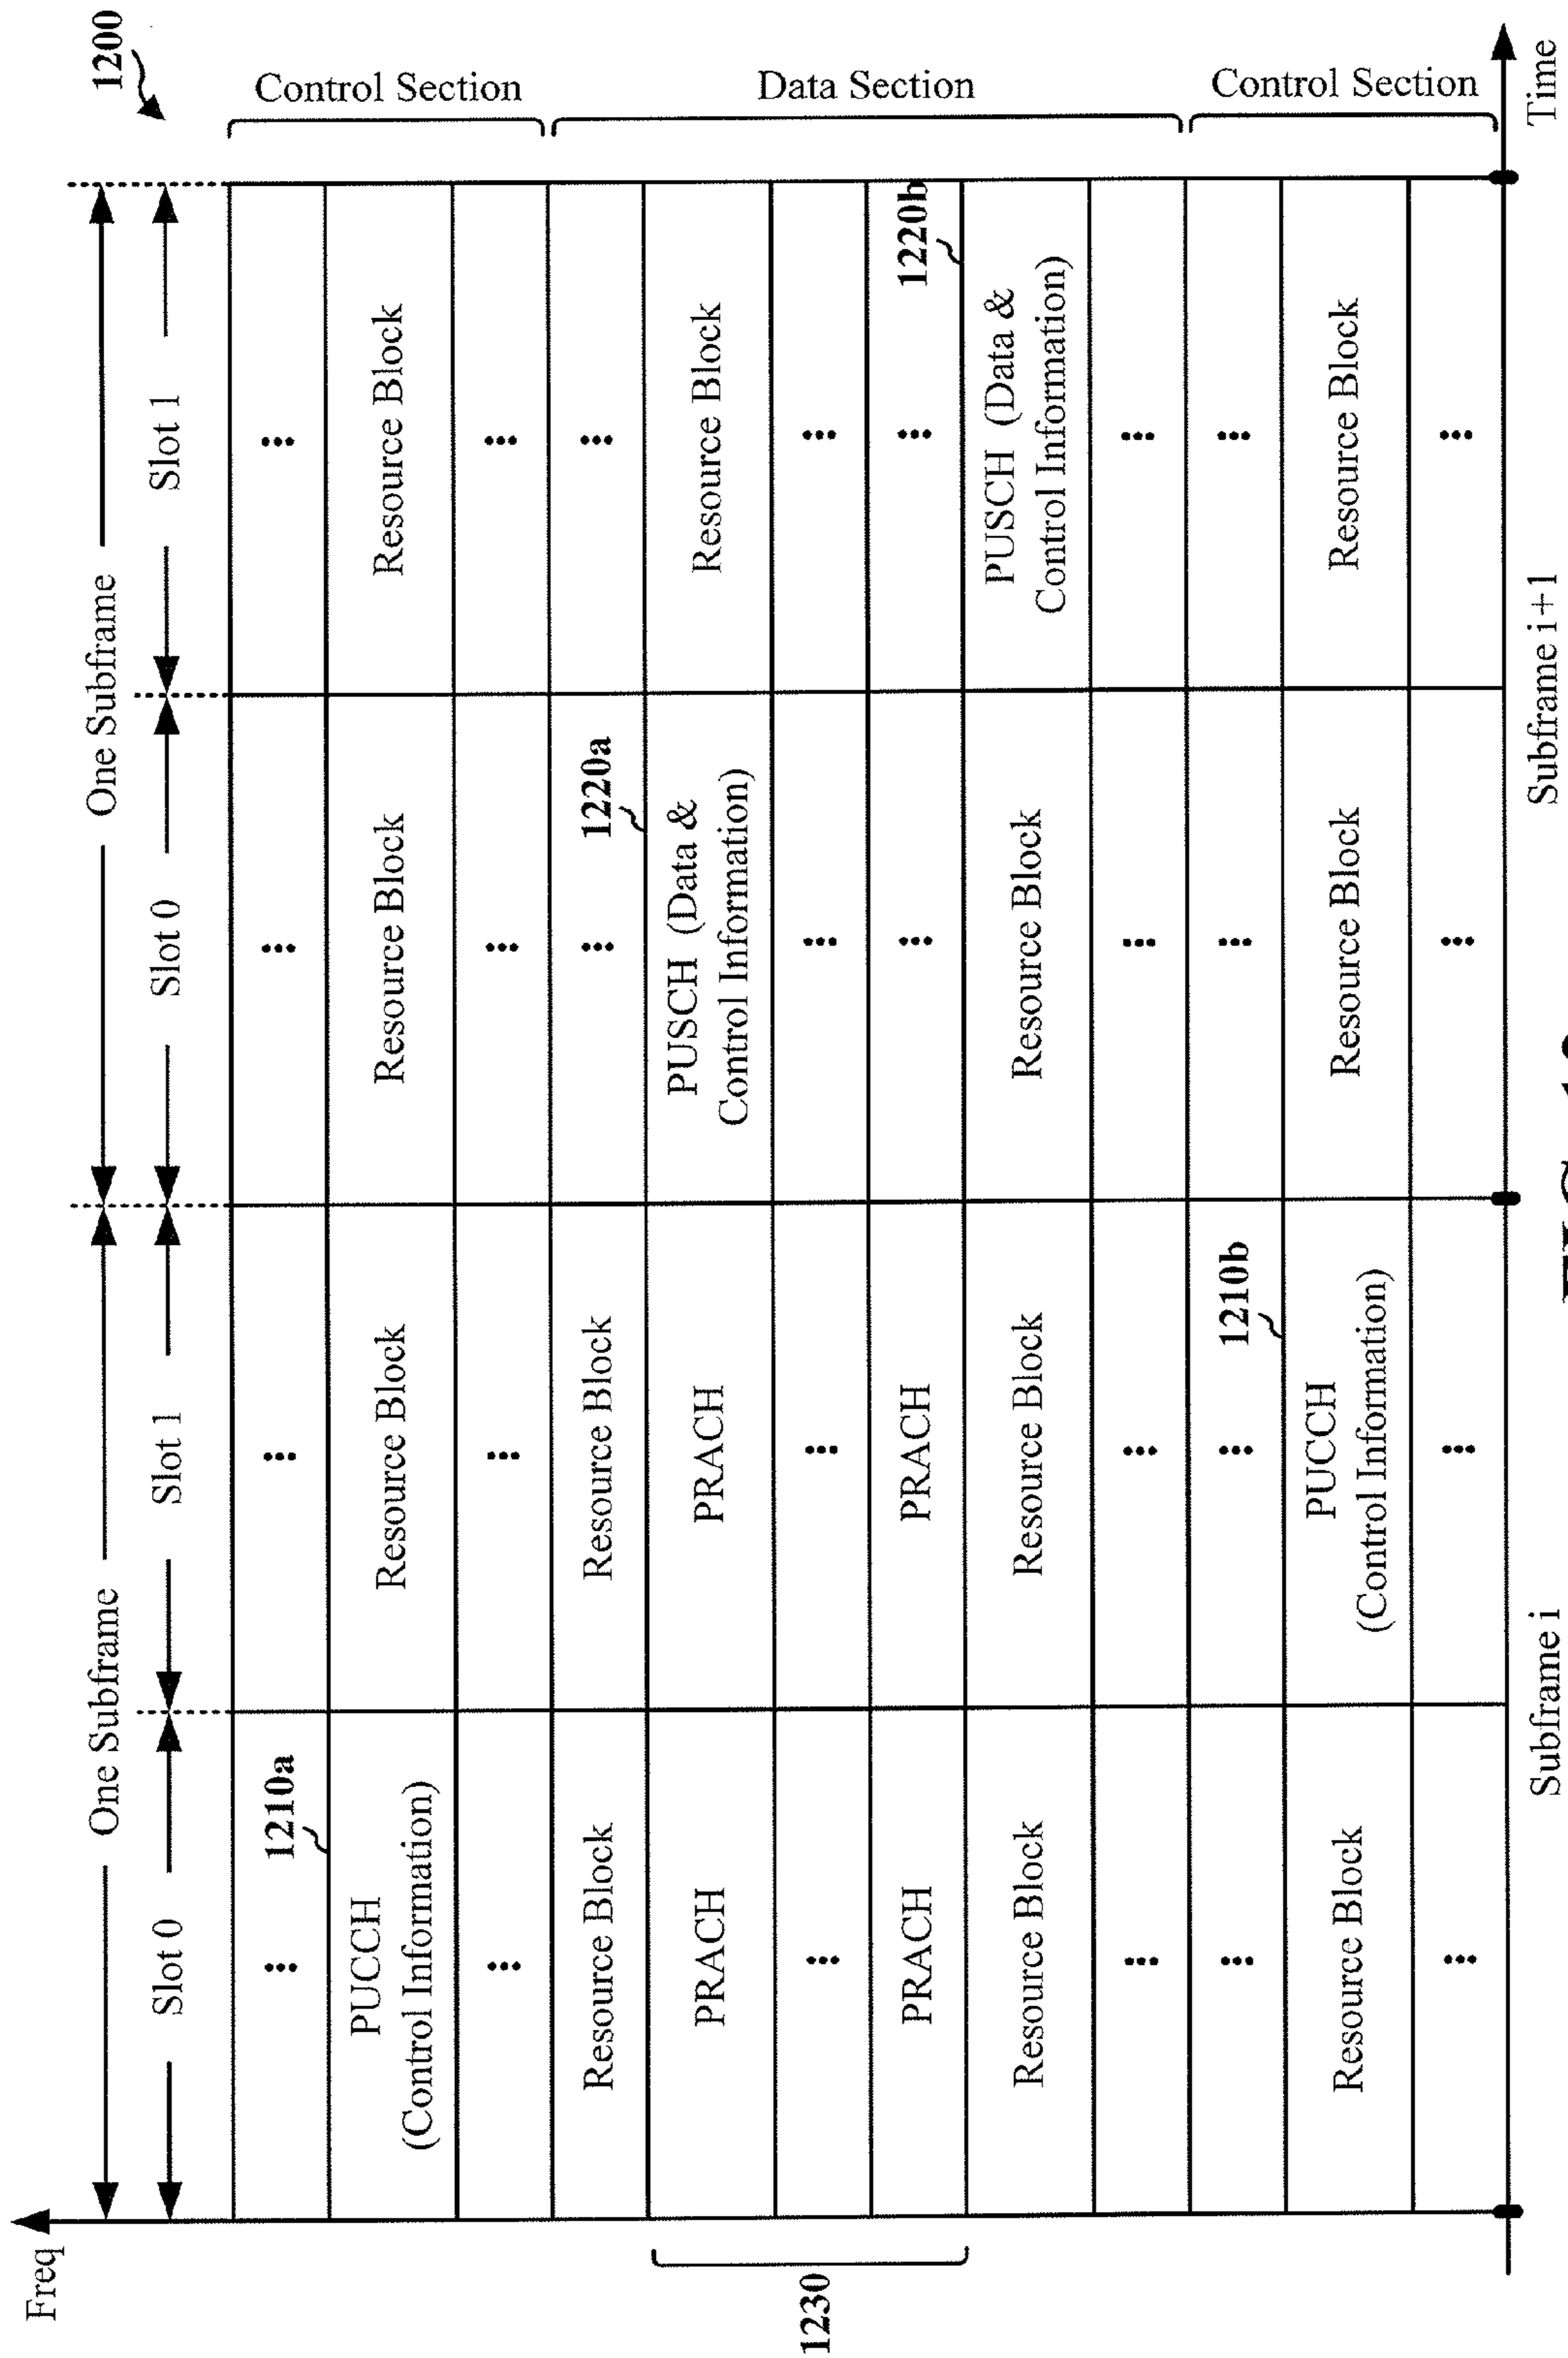 Freq
1200
One Subframe
One Subframe
Slot 0
Slot 1
Slot 0
Slot 1
Control Section
1210a
PUCCH
(Control Information)
Resource Block
Resource Block
Resource Block
Data Section
Resource Block
Resource Block
1220a
1230
PRACH
PRACH
PUSCH (Data &
Control Information)
Resource Block
PRACH
PRACH
1220b
Resource Block
Resource Block
Resource Block
PUSCH (Data &
Control Information)
Control Section
1210b
Resource Block
PUCCH
(Control Information)
Resource Block
Resource Block
Subframe i
Subframe i+1
Time